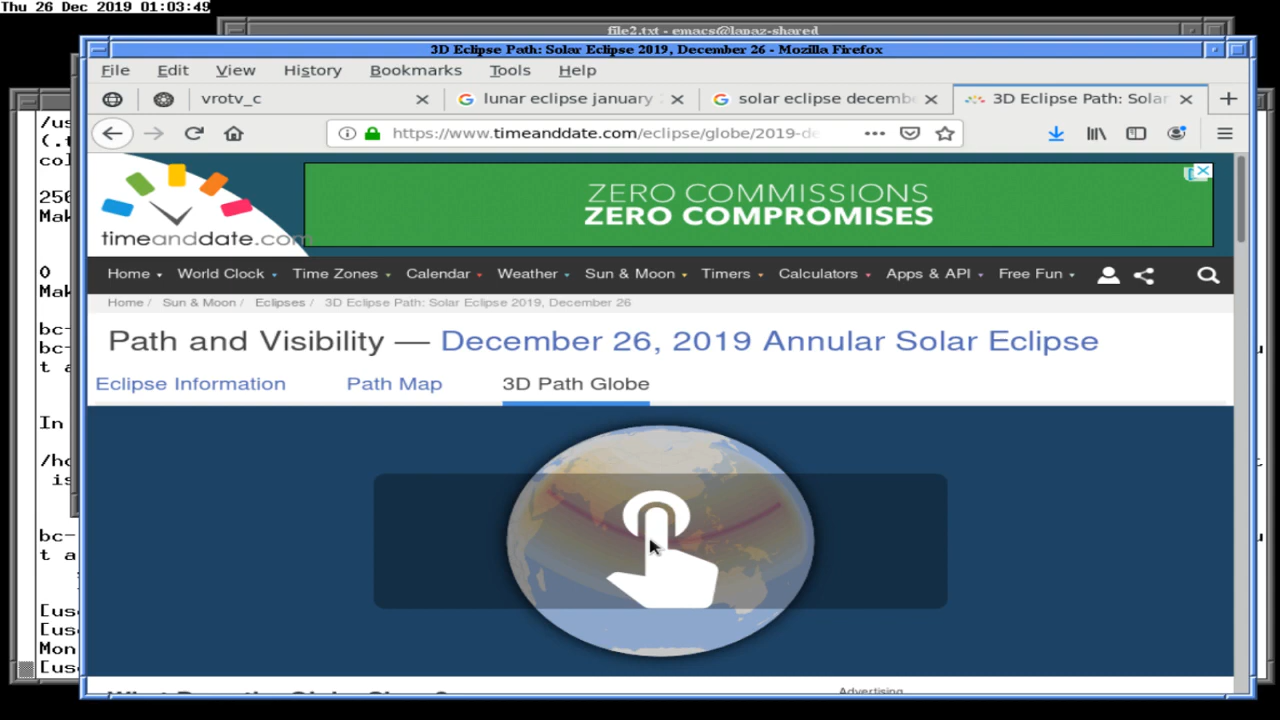 Thu 26 Dec 2019 01:03:49
file2.txt - emacs@lapaz-shared
3D Eclipse Path: Solar Eclipse 2019, December 26 - Mozilla Firefox
File Edit View History Bookmarks Tools Help
vrotv_c lunar eclipse january solar eclipse decemb 3D Eclipse Path: Solar
https://www.timeanddate.com/eclipse/globe/2019-d
ZERO COMMISSIONS
ZERO COMPROMISES
timeanddate.com
Home World Clock Time Zones Calendar Weather Sun & Moon Timers Calculators Apps & API Free Fun
Home / Sun & Moon / Eclipses / 3D Eclipse Path: Solar Eclipse 2019, December 26
Path and Visibility — December 26, 2019 Annular Solar Eclipse
Eclipse Information Path Map 3D Path Globe
Advertising
/us
(.t
col
256
Mak
0
Mak
bc-
bc-
t a
In
/ho
is
bc-
t a
[us
[us
Mon
[us